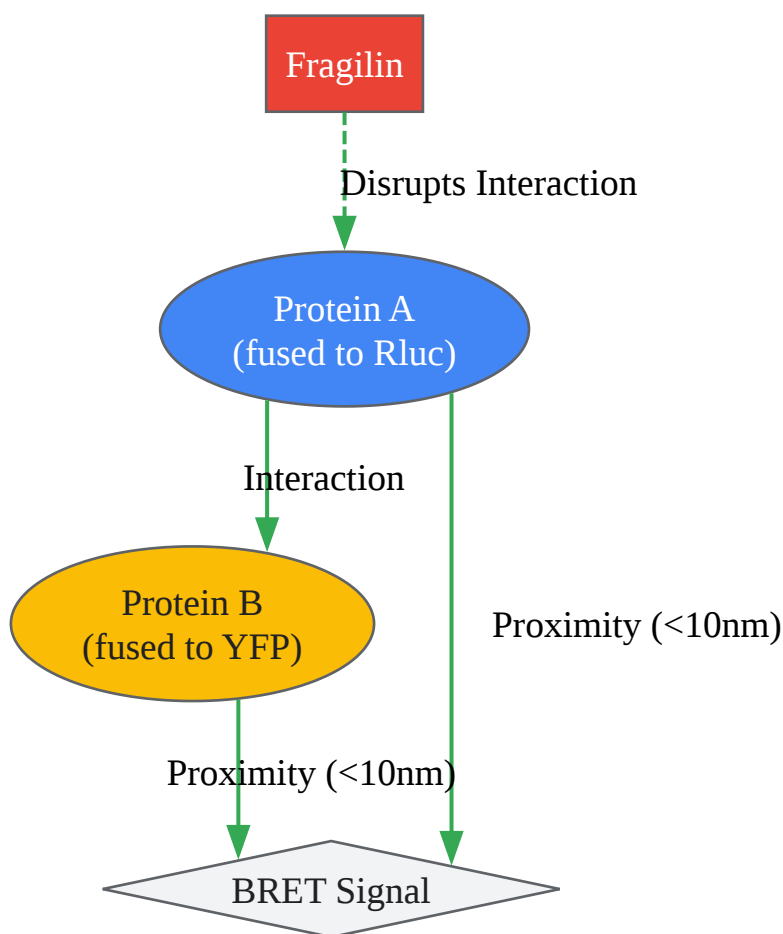 Fragilin
Disrupts Interaction
Protein A
(fused to Rluc)
Interaction
Protein B
(fused to YFP)
Proximity (<10nm)
Proximity (<10nm)
BRET Signal